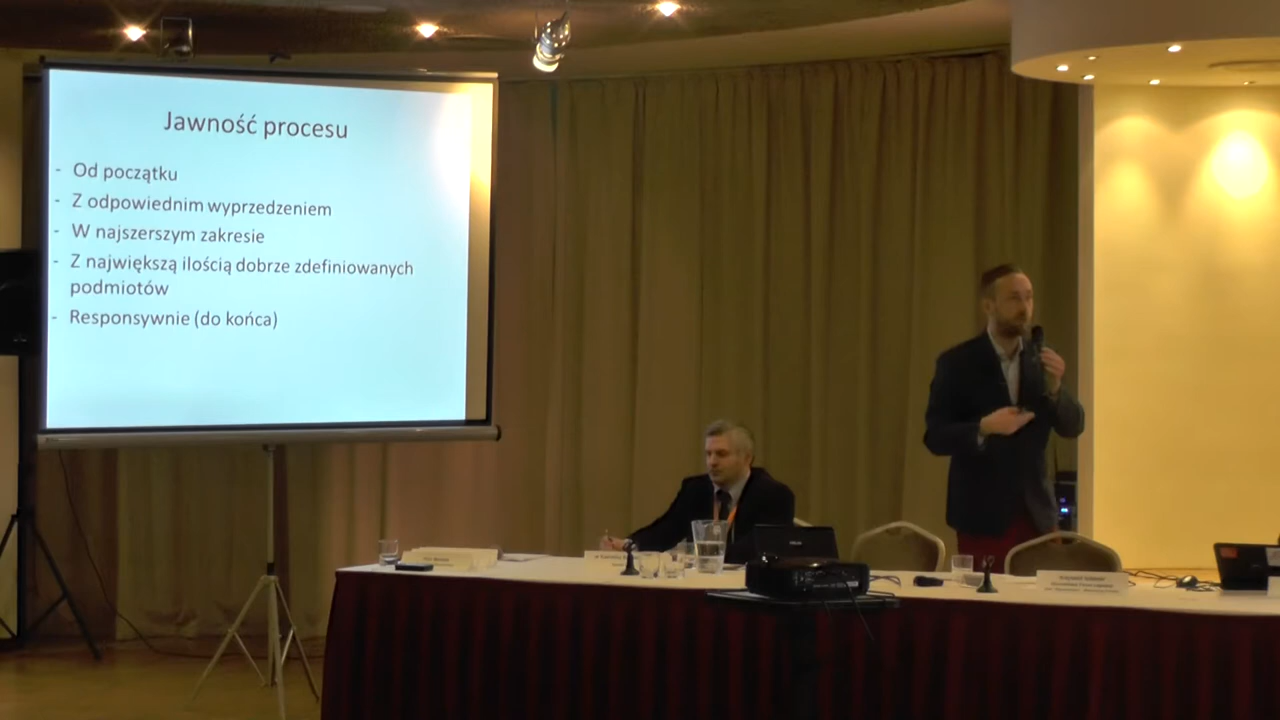 Jawność procesu
- Od początku
- Z odpowiednim wyprzedzeniem
- W najszerszym zakresie
- Z największą ilością dobrze zdefiniowanych
podmiotów
- Responsywnie (do końca)